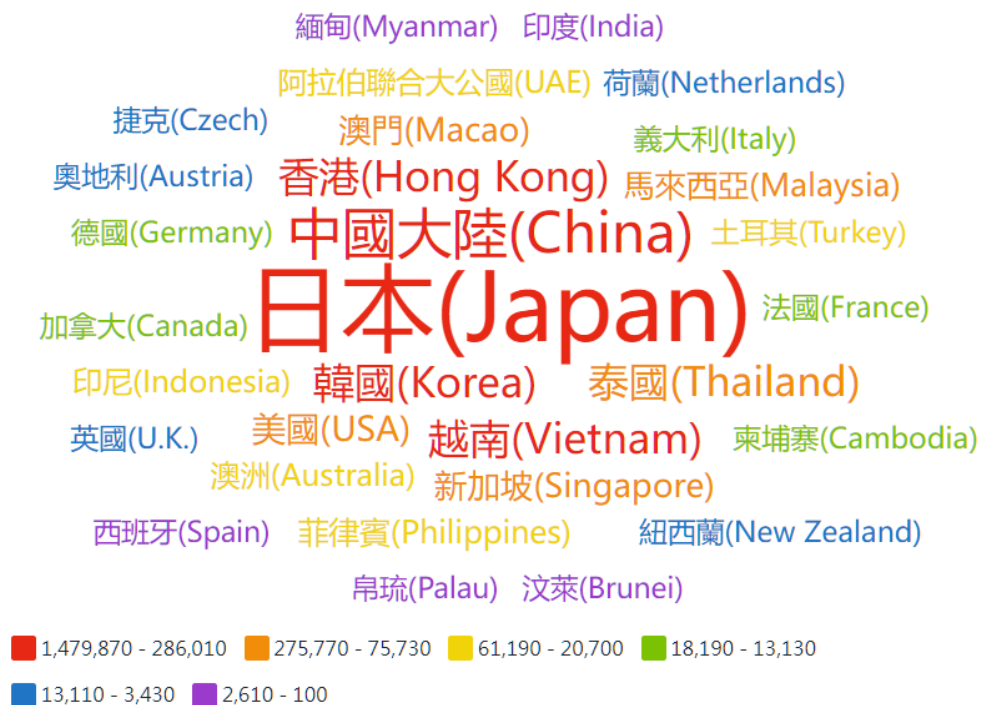 緬甸(Myanmar) 印度(India)
阿拉伯聯合大公國(UAE) 荷蘭(Netherlands)
捷克(Czech) 澳門(Macao) 義大利(Italy)
奧地利(Austria) 香港(Hong Kong) 馬來西亞(Malaysia)
德國(Germany) 中國大陸(China) 土耳其(Turkey)
加拿大(Canada) 日本(Japan) 法國(France)
印尼(Indonesia) 韓國(Korea) 泰國(Thailand)
英國(U.K.) 美國(USA) 越南(Vietnam) 柬埔寨(Cambodia)
澳洲(Australia) 新加坡(Singapore)
西班牙(Spain) 菲律賓(Philippines) 紐西蘭(New Zealand)
帛琉(Palau) 汶萊(Brunei)
1,479,870 - 286,010 275,770 - 75,730 61,190 - 20,700 18,190 - 13,130
13,110 - 3,430 2,610 - 100